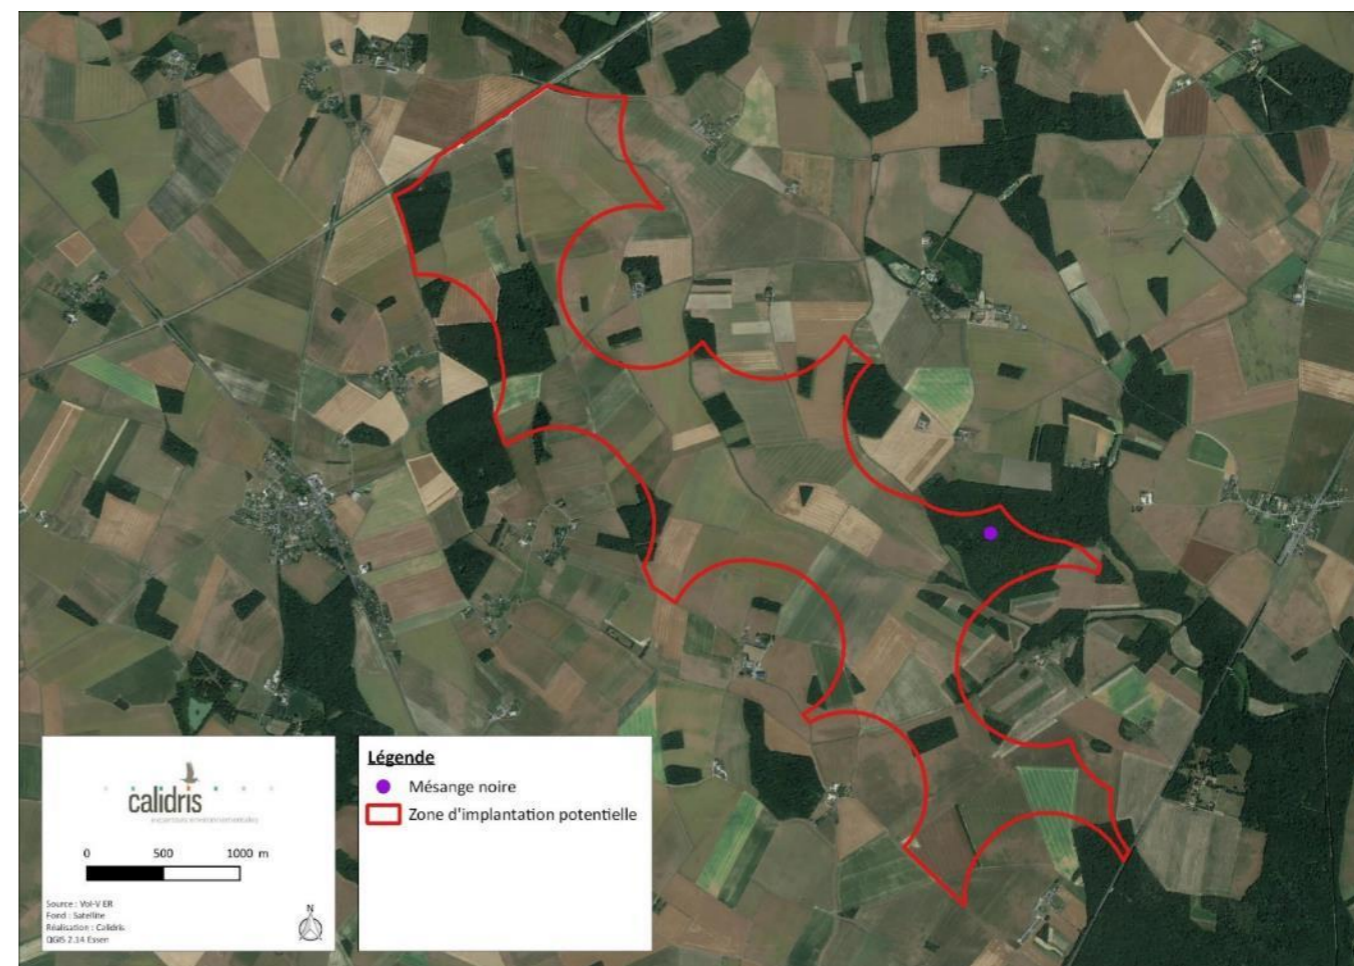 calidris
Légende
Mésange noire
Zone d'implantation potentielle
0 500 1000 m
Source : Vol-V ER
Fond : Satellite
Réalisation : Calidris
QGIS 2.14 Essen
N